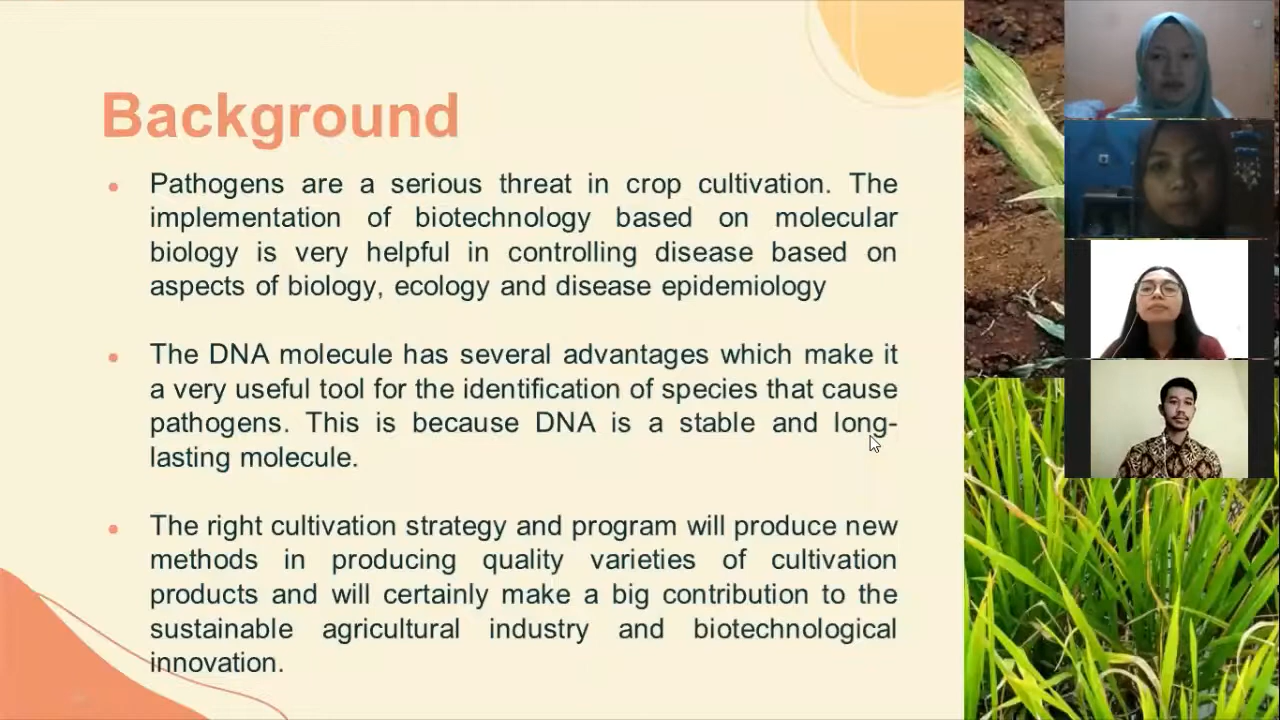 Background
Pathogens are a serious threat in crop cultivation. The
implementation of biotechnology based on molecular
biology is very helpful in controlling disease based on
aspects of biology, ecology and disease epidemiology
The DNA molecule has several advantages which make it
a very useful tool for the identification of species that cause
pathogens. This is because DNA is a stable and long-
lasting molecule.
The right cultivation strategy and program will produce new
methods in producing quality varieties of cultivation
products and will certainly make a big contribution to the
sustainable agricultural industry and biotechnological
innovation.